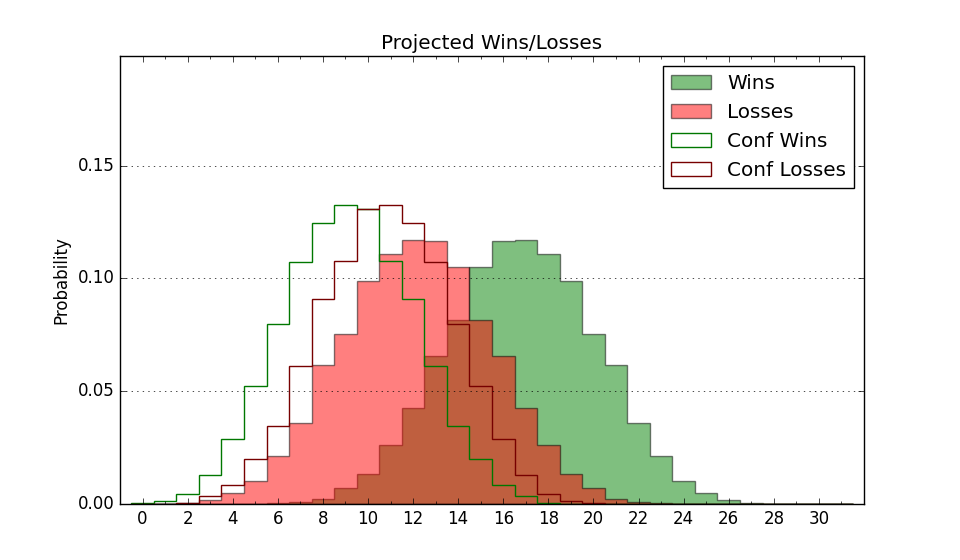 Projected Wins/Losses
Wins
Losses
Conf Wins
Conf Losses
Probability
0.15
0.10
0.05
0.00
0 2 4 6 8 10 12 14 16 18 20 22 24 26 28 30